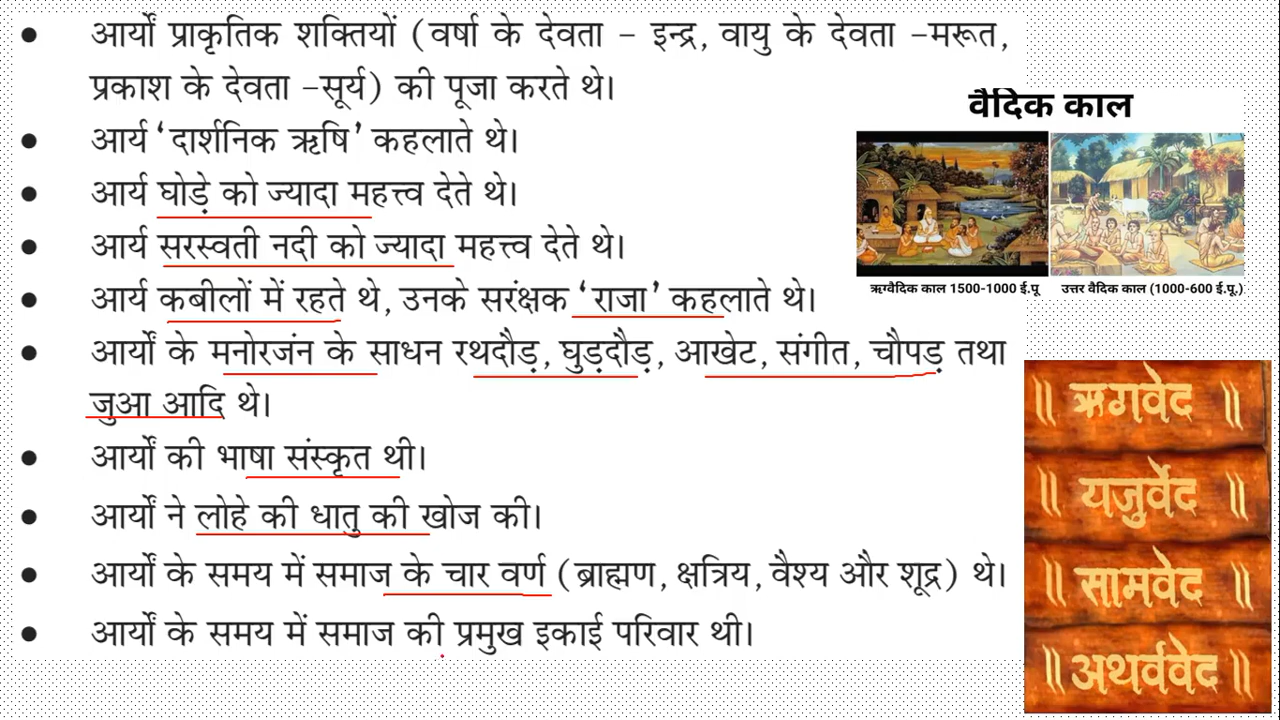 • आर्यों प्राकृतिक शक्तियों (वर्षा के देवता – इन्द्र, वायु के देवता –मरूत,
प्रकाश के देवता –सूर्य) की पूजा करते थे।
• आर्य ‘दार्शनिक ऋषि’ कहलाते थे।
• आर्य घोड़े को ज्यादा महत्त्व देते थे।
• आर्य सरस्वती नदी को ज्यादा महत्त्व देते थे।
• आर्य कबीलों में रहते थे, उनके सरंक्षक ‘राजा’ कहलाते थे।
• आर्यों के मनोरजंन के साधन रथदौड़, घुड़दौड़, आखेट, संगीत, चौपड़ तथा
जुआ आदि थे।
• आर्यों की भाषा संस्कृत थी।
• आर्यों ने लोहे की धातु की खोज की।
• आर्यों के समय में समाज के चार वर्ण (ब्राह्मण, क्षत्रिय, वैश्य और शूद्र) थे।
• आर्यों के समय में समाज की प्रमुख इकाई परिवार थी।
वैदिक काल
ऋग्वैदिक काल 1500-1000 ई.पू
उत्तर वैदिक काल (1000-600 ई.पू.)
॥ ऋगवेद ॥
॥ यजुर्वेद ॥
॥ सामवेद ॥
॥ अथर्ववेद ॥